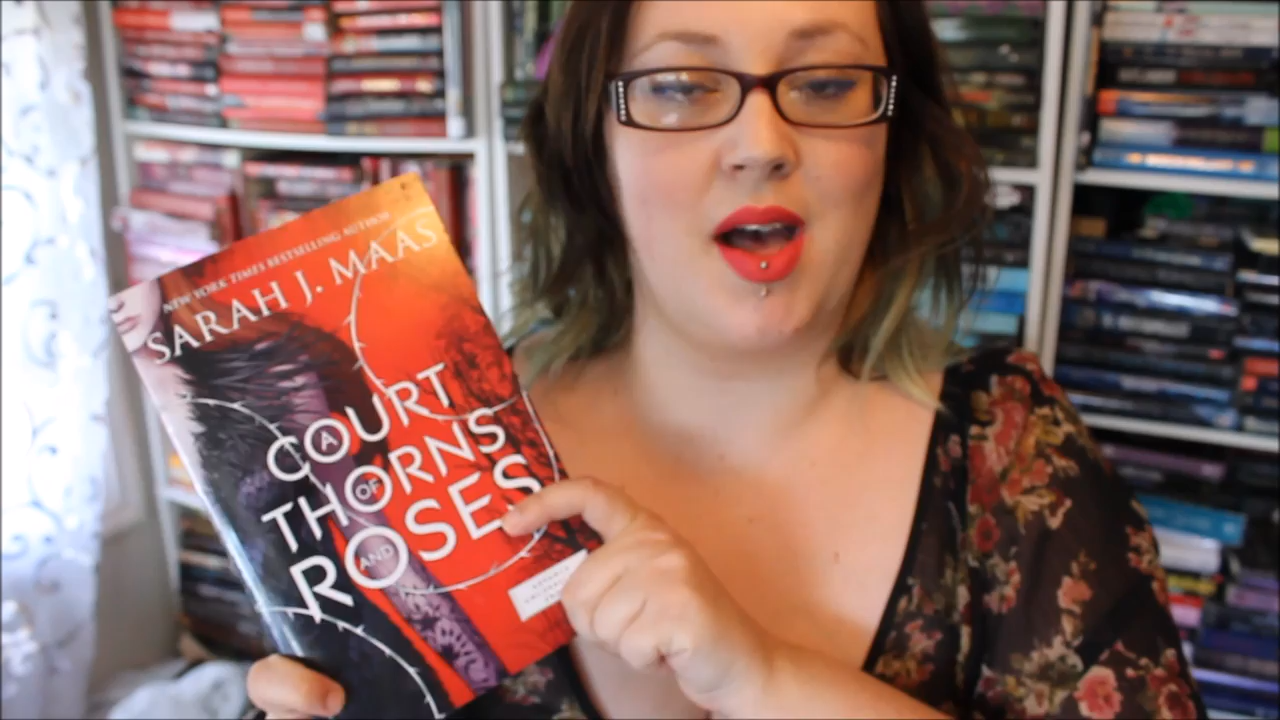 NEW YORK TIMES BESTSELLING AUTHOR
SARAH J. MAAS
A
COURT
OF
THORNS
AND
ROSES